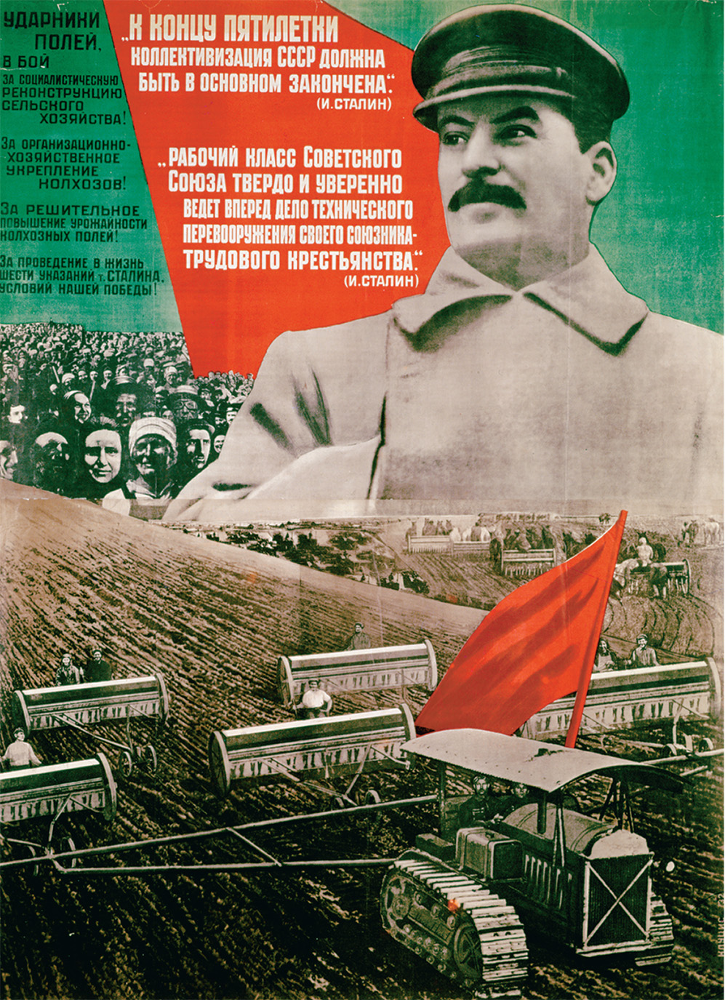 УДАРНИКИ
ПОЛЕЙ,
В БОЙ
ЗА СОЦИАЛИСТИЧЕСКУЮ
РЕКОНСТРУКЦИЮ
СЕЛЬСКОГО
ХОЗЯЙСТВА!
ЗА ОРГАНИЗАЦИОННО-
ХОЗЯЙСТВЕННОЕ
УКРЕПЛЕНИЕ
КОЛХОЗОВ!
ЗА РЕШИТЕЛЬНОЕ
ПОВЫШЕНИЕ УРОЖАЙНОСТИ
КОЛХОЗНЫХ ПОЛЕЙ!
ЗА ПРОВЕДЕНИЕ В ЖИЗНЬ
ШЕСТИ УКАЗАНИЙ т. СТАЛИНА,
УСЛОВИЙ НАШЕЙ ПОБЕДЫ!
„К КОНЦУ ПЯТИЛЕТКИ
КОЛЛЕКТИВИЗАЦИЯ СССР ДОЛЖНА
БЫТЬ В ОСНОВНОМ ЗАКОНЧЕНА“.
(И.СТАЛИН)
„РАБОЧИЙ КЛАСС СОВЕТСКОГО
СОЮЗА ТВЕРДО И УВЕРЕННО
ВЕДЕТ ВПЕРЕД ДЕЛО ТЕХНИЧЕСКОГО
ПЕРЕВООРУЖЕНИЯ СВОЕГО СОЮЗНИКА-
ТРУДОВОГО КРЕСТЬЯНСТВА“.
(И.СТАЛИН)